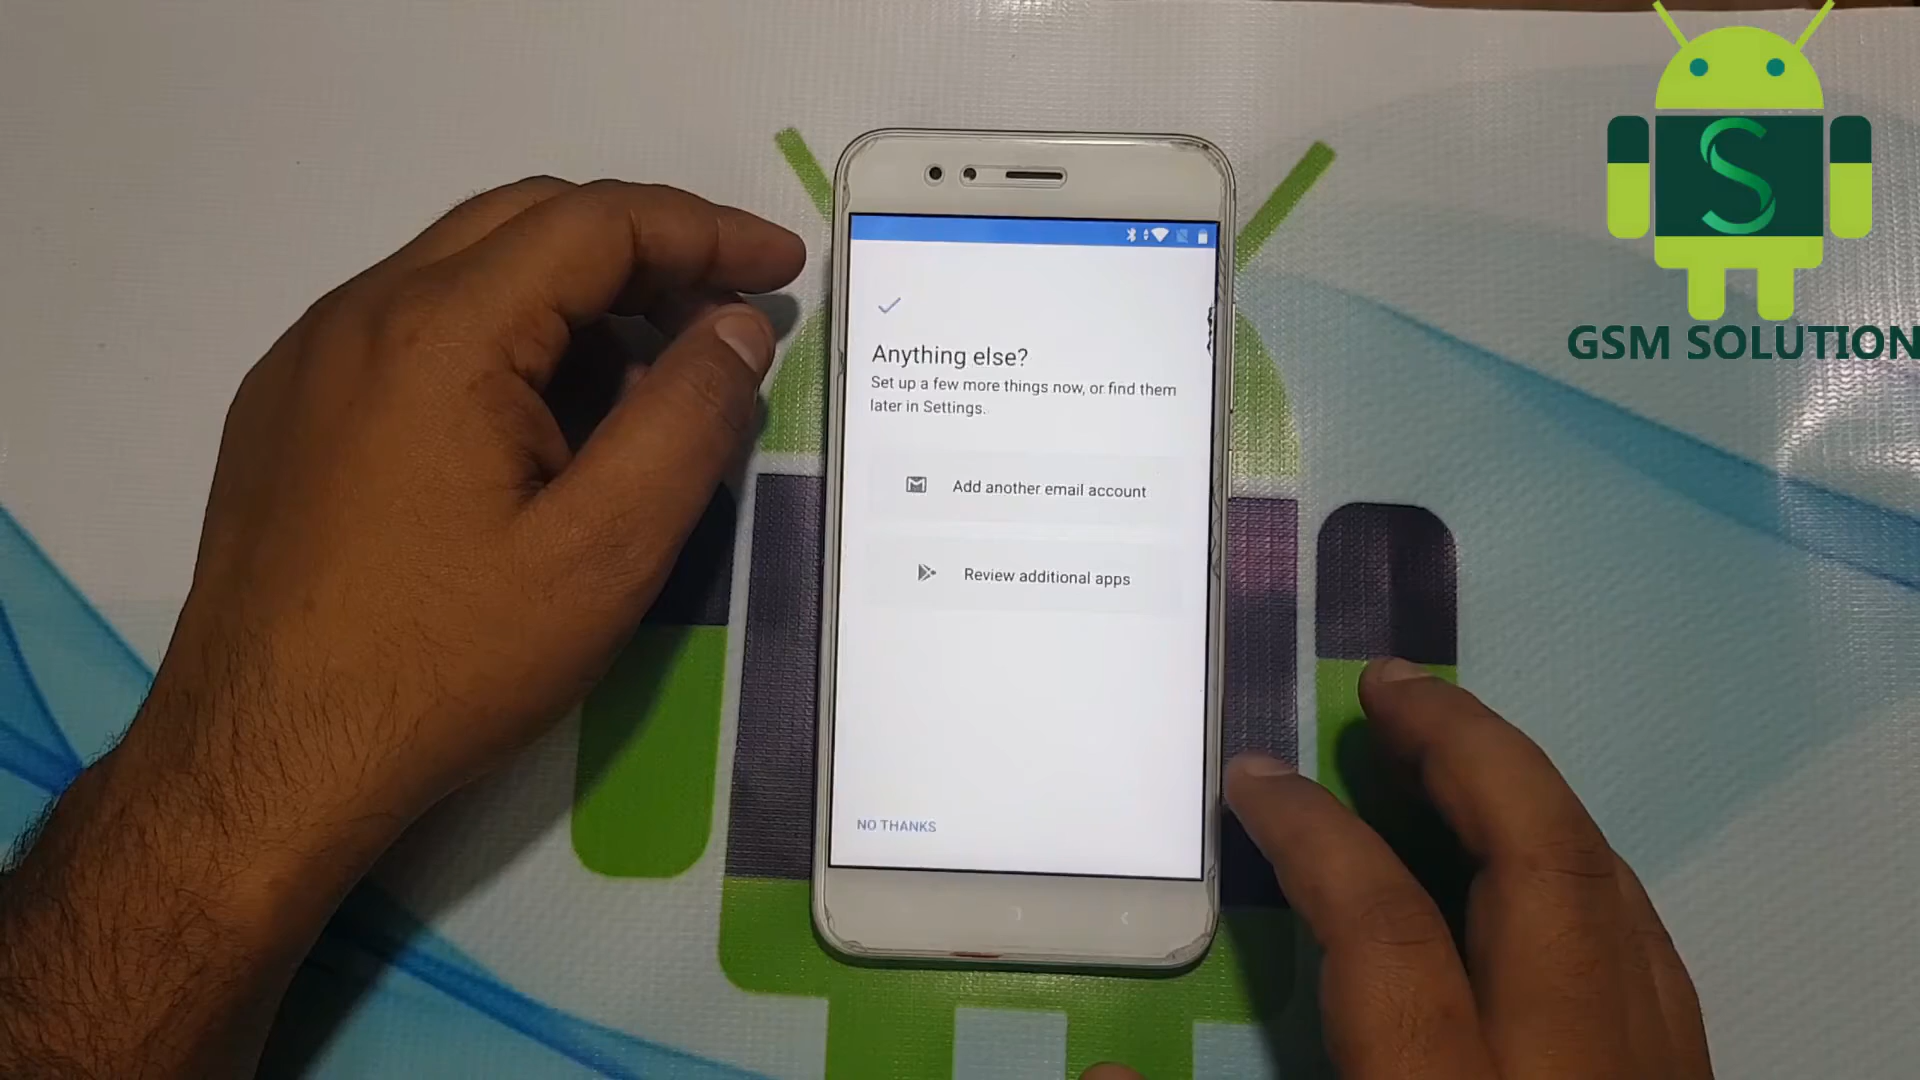 S
GSM SOLUTION
Anything else?
Set up a few more things now, or find them
later in Settings.
Add another email account
Review additional apps
NO THANKS